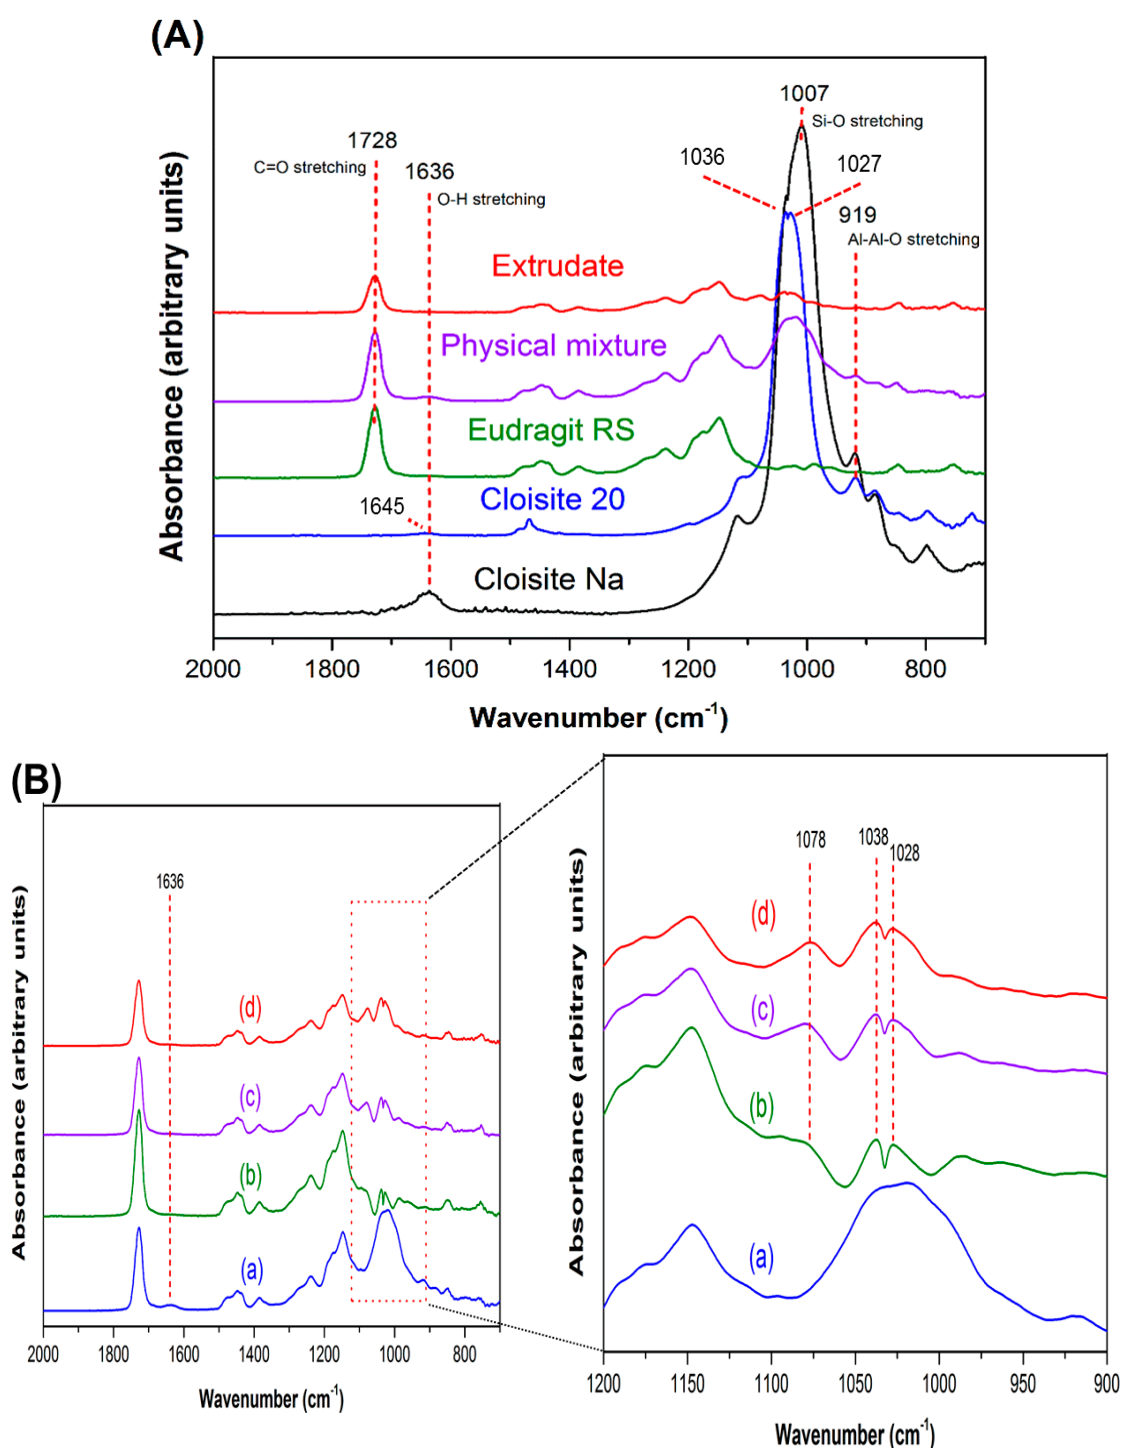 (A)
1007
Si-O stretching
1728
C=O stretching
1636
O-H stretching
1036
1027
919
Al-Al-O stretching
Extrudate
Physical mixture
Eudragit RS
1645
Cloisite 20
Cloisite Na
Absorbance (arbitrary units)
2000 1800 1600 1400 1200 1000 800
Wavenumber (cm-1)
(B)
1636
(d)
(c)
(b)
(a)
Absorbance (arbitrary units)
2000 1800 1600 1400 1200 1000 800
Wavenumber (cm-1)
1078 1038 1028
(d)
(c)
(b)
(a)
Absorbance (arbitrary units)
1200 1150 1100 1050 1000 950 900
Wavenumber (cm-1)